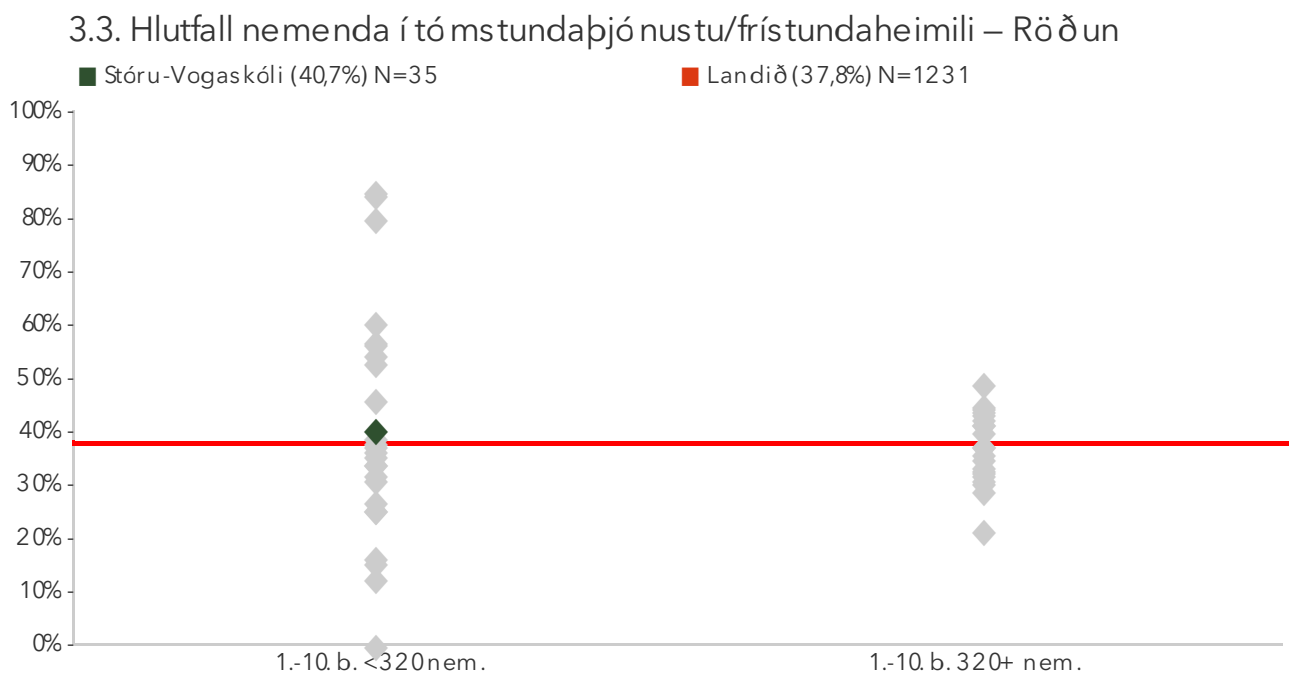 3.3. Hlutfall nemenda í tómstundaþjónustu/frístundaheimili – Röðun
Stóru-Vogaskóli (40,7%) N=35
Landið (37,8%) N=1231
100%
90%
80%
70%
60%
50%
40%
30%
20%
10%
0%
1.-10. b. <320 nem.
1.-10. b. 320+ nem.